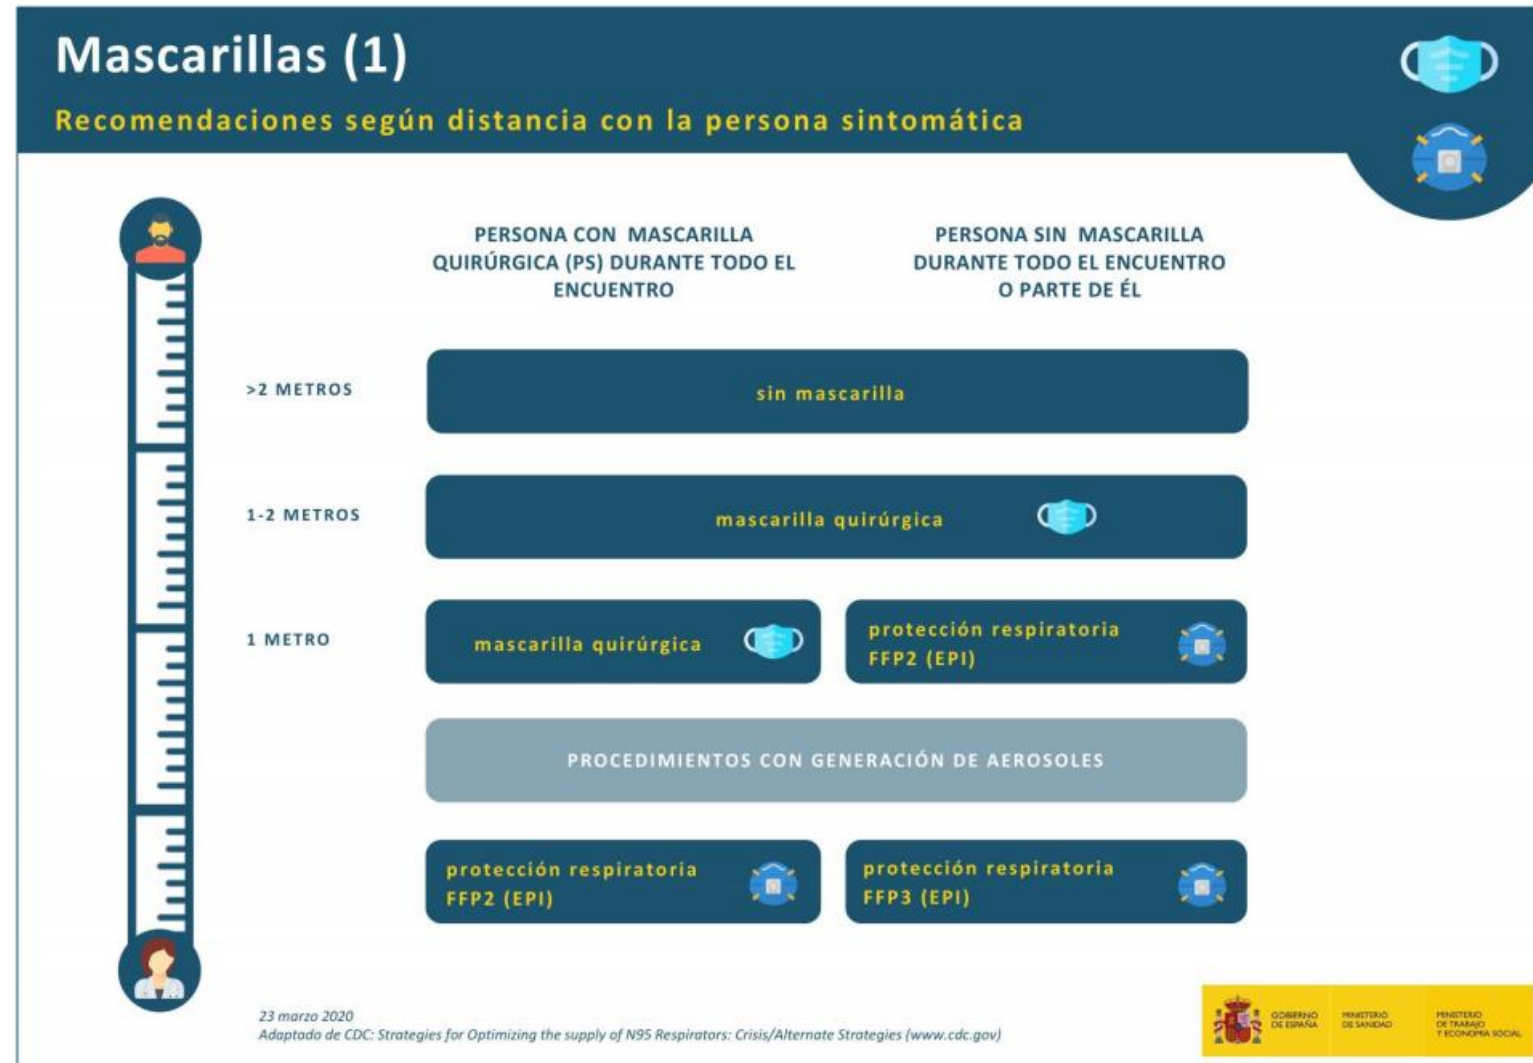 Mascarillas (1)
Recomendaciones según distancia con la persona sintomática
PERSONA CON MASCARILLA
QUIRÚRGICA (PS) DURANTE TODO EL
ENCUENTRO
PERSONA SIN MASCARILLA
DURANTE TODO EL ENCUENTRO
O PARTE DE ÉL
>2 METROS
sin mascarilla
1-2 METROS
mascarilla quirúrgica
1 METRO
mascarilla quirúrgica
protección respiratoria
FFP2 (EPI)
PROCEDIMIENTOS CON GENERACIÓN DE AEROSOLES
protección respiratoria
FFP2 (EPI)
protección respiratoria
FFP3 (EPI)
23 marzo 2020
Adaptado de CDC: Strategies for Optimizing the supply of N95 Respirators: Crisis/Alternate Strategies (www.cdc.gov)
GOBIERNO
DE ESPAÑA
MINISTERIO
DE SANIDAD
MINISTERIO
DE TRABAJO
Y ECONOMÍA SOCIAL